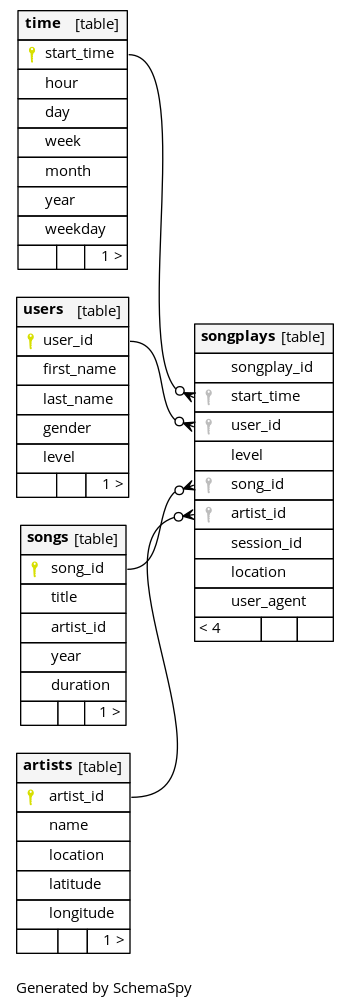 time [table]
start_time
hour
day
week
month
year
weekday
1 >
users [table]
user_id
first_name
last_name
gender
level
1 >
songs [table]
song_id
title
artist_id
year
duration
1 >
artists [table]
artist_id
name
location
latitude
longitude
1 >
songplays [table]
songplay_id
start_time
user_id
level
song_id
artist_id
session_id
location
user_agent
< 4
Generated by SchemaSpy